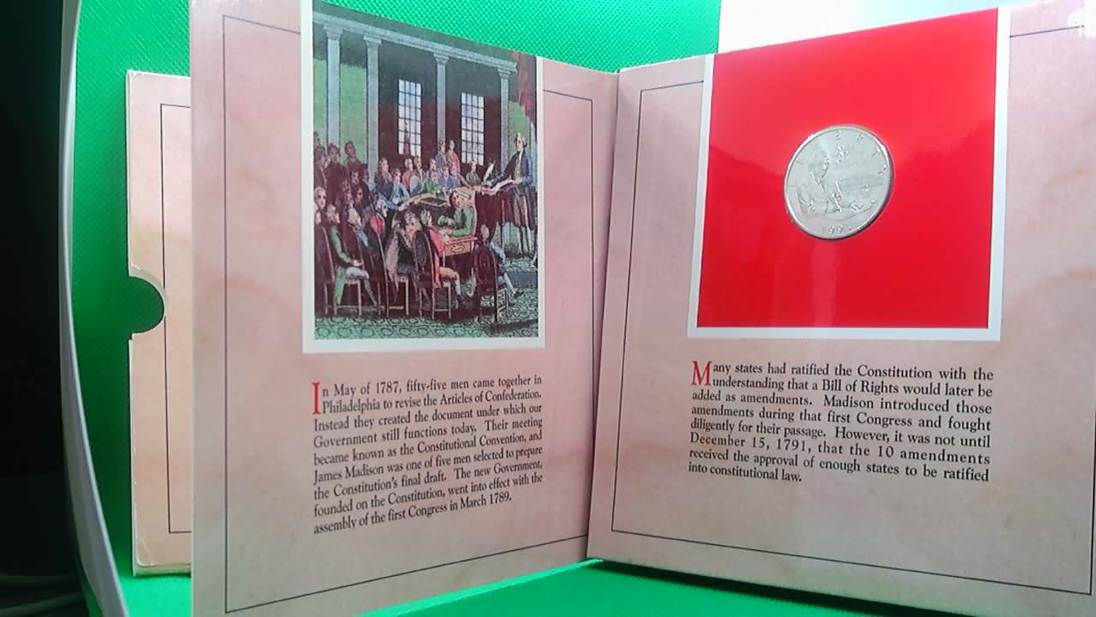 In May of 1787, fifty-five men came together in
Philadelphia to revise the Articles of Confederation.
Instead they created the document under which our
Government still functions today. Their meeting
became known as the Constitutional Convention, and
James Madison was one of five men selected to prepare
the Constitution's final draft. The new Government,
founded on the Constitution, went into effect with the
assembly of the first Congress in March 1789.
Many states had ratified the Constitution with the
understanding that a Bill of Rights would later be
added as amendments. Madison introduced those
amendments during that first Congress and fought
diligently for their passage. However, it was not until
December 15, 1791, that the 10 amendments
received the approval of enough states to be ratified
into constitutional law.